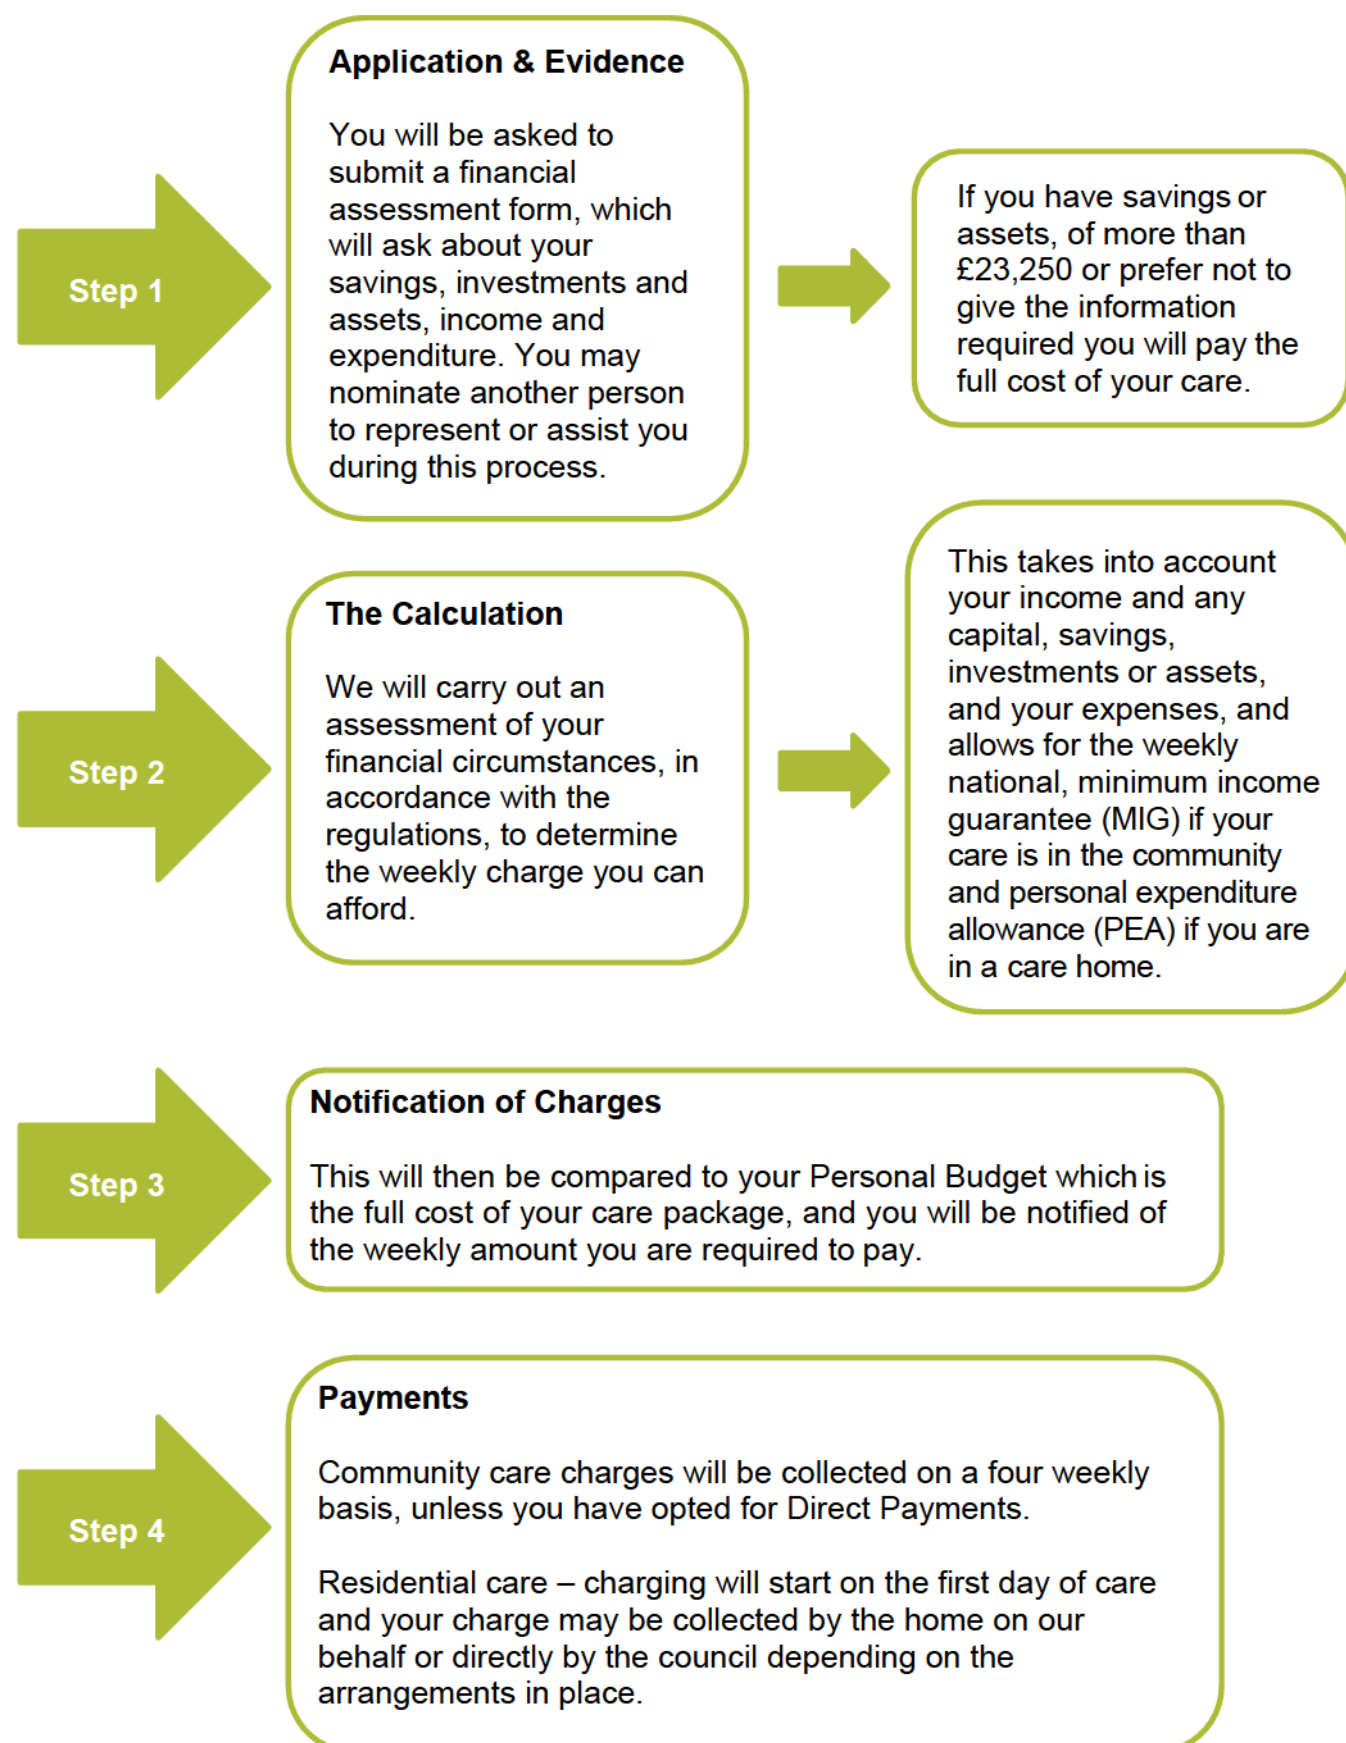 Step 1
Application & Evidence
You will be asked to
submit a financial
assessment form, which
will ask about your
savings, investments and
assets, income and
expenditure. You may
nominate another person
to represent or assist you
during this process.
If you have savings or
assets, of more than
£23,250 or prefer not to
give the information
required you will pay the
full cost of your care.
Step 2
The Calculation
We will carry out an
assessment of your
financial circumstances, in
accordance with the
regulations, to determine
the weekly charge you can
afford.
This takes into account
your income and any
capital, savings,
investments or assets,
and your expenses, and
allows for the weekly
national, minimum income
guarantee (MIG) if your
care is in the community
and personal expenditure
allowance (PEA) if you are
in a care home.
Step 3
Notification of Charges
This will then be compared to your Personal Budget which is
the full cost of your care package, and you will be notified of
the weekly amount you are required to pay.
Step 4
Payments
Community care charges will be collected on a four weekly
basis, unless you have opted for Direct Payments.
Residential care – charging will start on the first day of care
and your charge may be collected by the home on our
behalf or directly by the council depending on the
arrangements in place.